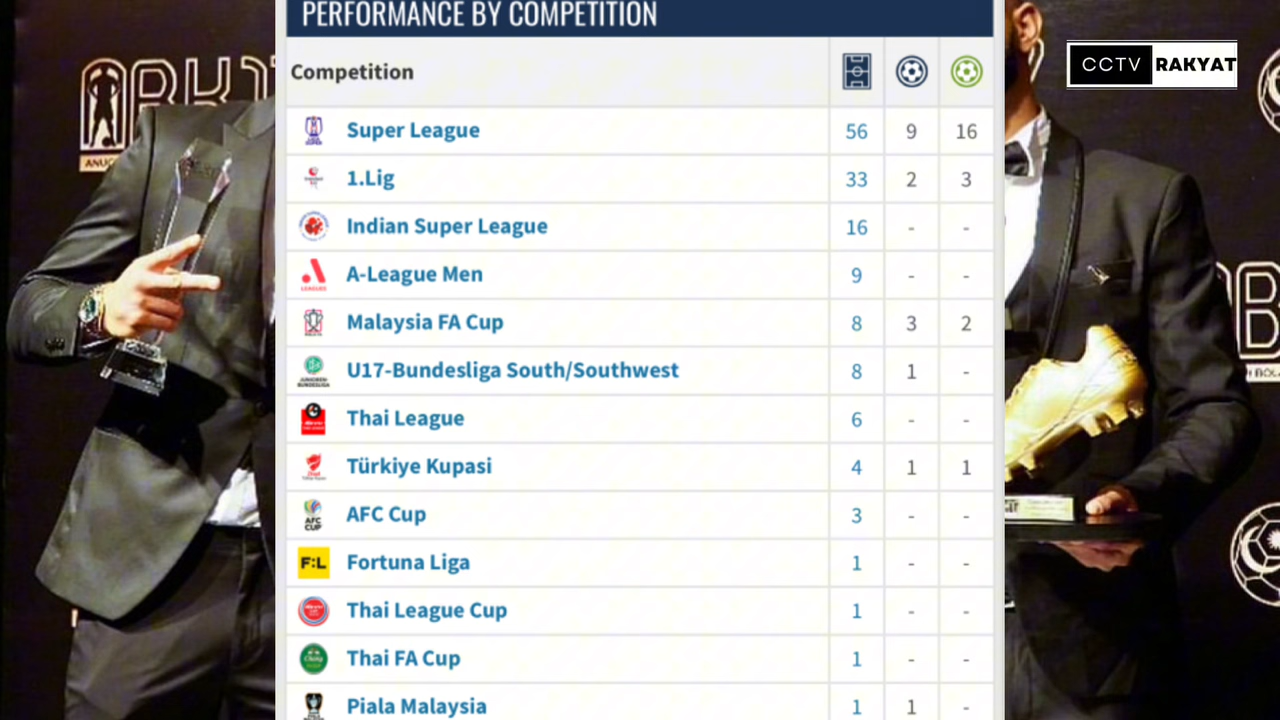 PERFORMANCE BY COMPETITION
CCTV RAKYAT
Competition
Super League 56 9 16
1.Lig 33 2 3
Indian Super League 16 - -
A-League Men 9 - -
Malaysia FA Cup 8 3 2
U17-Bundesliga South/Southwest 8 1 -
Thai League 6 - -
Türkiye Kupasi 4 1 1
AFC CUP
AFC Cup 3 - -
F:L
Fortuna Liga 1 - -
Thai League Cup 1 - -
Thai FA Cup 1 - -
Piala Malaysia 1 1 -